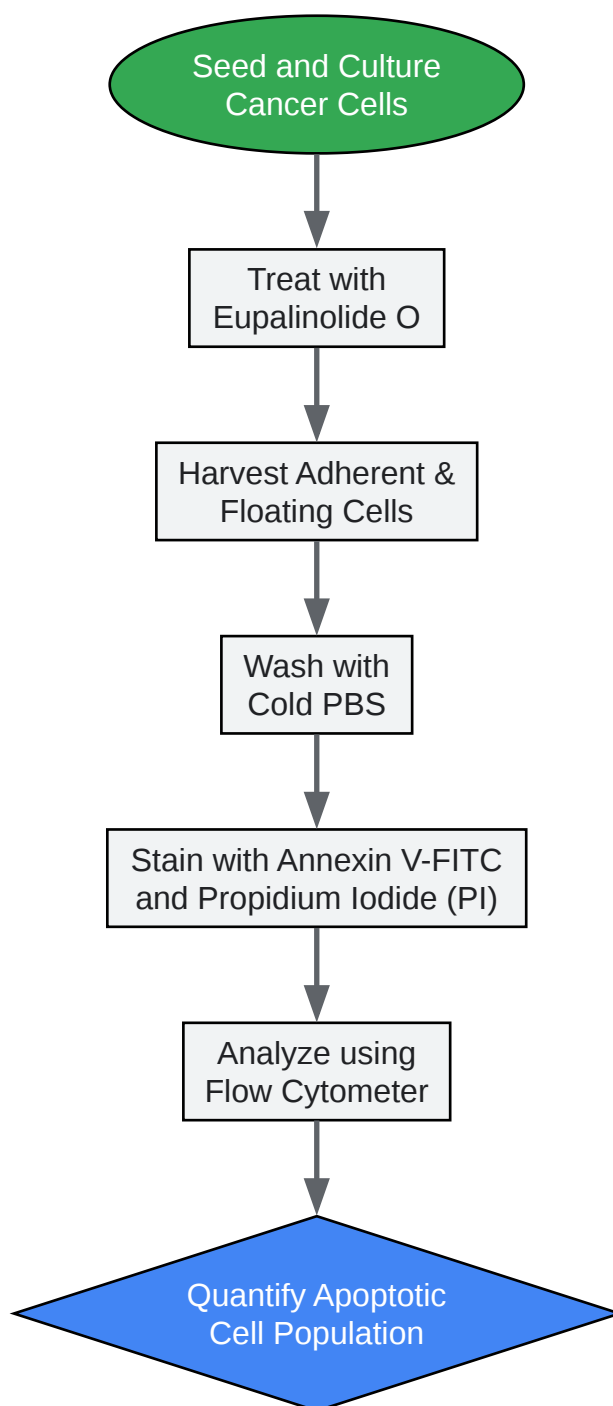 Seed and Culture
Cancer Cells
Treat with
Eupalinolide O
Harvest Adherent &
Floating Cells
Wash with
Cold PBS
Stain with Annexin V-FITC
and Propidium Iodide (PI)
Analyze using
Flow Cytometer
Quantify Apoptotic
Cell Population